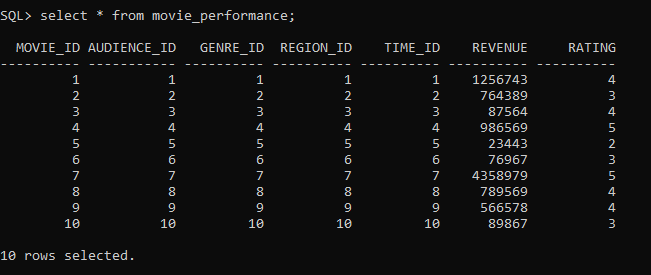 SQL> select * from movie_performance;
MOVIE_ID AUDIENCE_ID GENRE_ID REGION_ID TIME_ID REVENUE RATING
---------- ----------- ---------- ---------- ---------- ---------- ----------
1 1 1 1 1 1256743 4
2 2 2 2 2 764389 3
3 3 3 3 3 87564 4
4 4 4 4 4 986569 5
5 5 5 5 5 23443 2
6 6 6 6 6 76967 3
7 7 7 7 7 4358979 5
8 8 8 8 8 789569 4
9 9 9 9 9 566578 4
10 10 10 10 10 89867 3
10 rows selected.